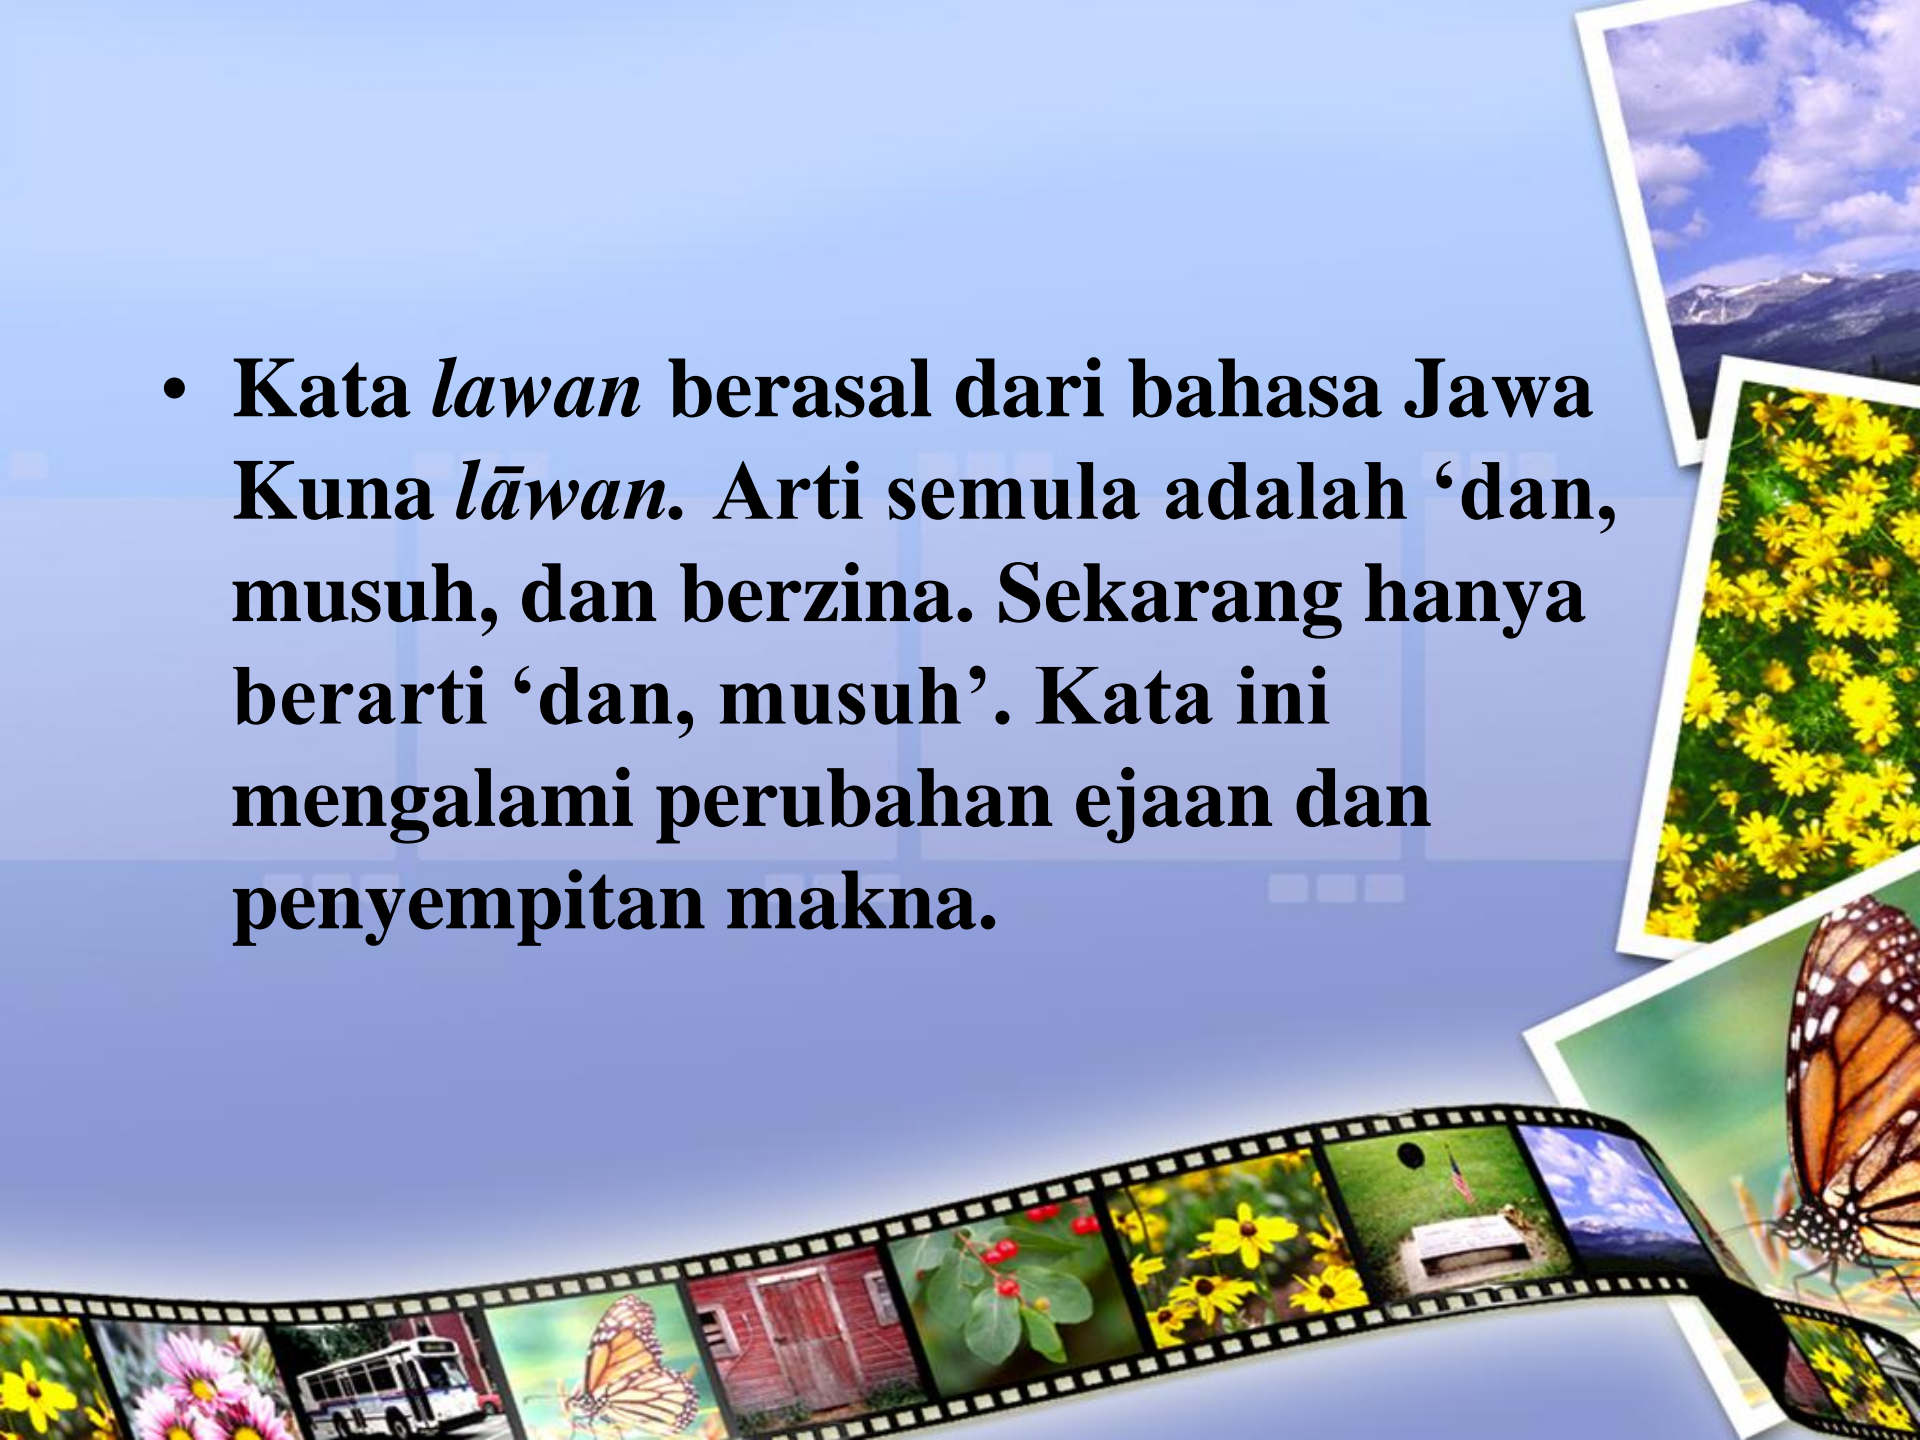 • Kata lawan berasal dari bahasa Jawa
Kuna lāwan. Arti semula adalah ‘dan,
musuh, dan berzina. Sekarang hanya
berarti ‘dan, musuh’. Kata ini
mengalami perubahan ejaan dan
penyempitan makna.